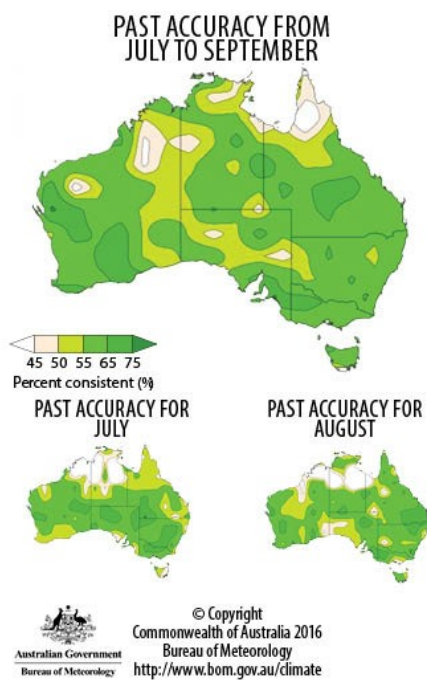 PAST ACCURACY FROM
JULY TO SEPTEMBER
45 50 55 65 75
Percent consistent (%)
PAST ACCURACY FOR
JULY
PAST ACCURACY FOR
AUGUST
Australian Government
Bureau of Meteorology
© Copyright
Commonwealth of Australia 2016
Bureau of Meteorology
http://www.bom.gov.au/climate